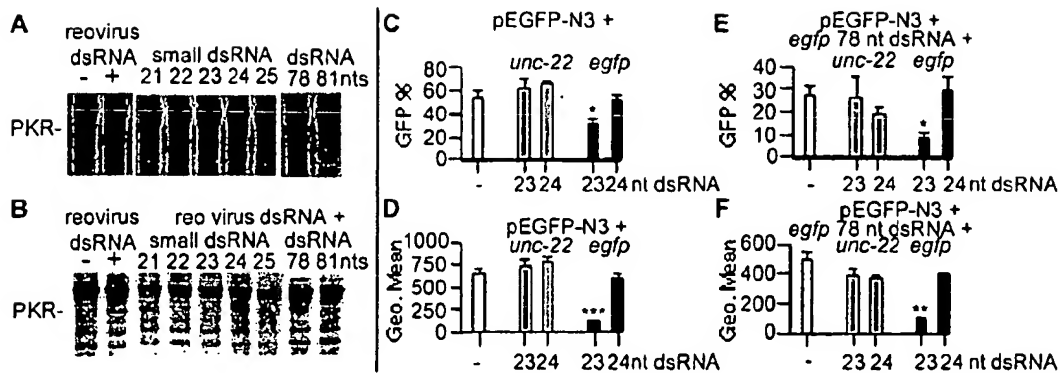 A
reovirus
dsRNA small dsRNA dsRNA
- + 21 22 23 24 25 78 81nts
PKR-
B
reovirus reo virus dsRNA +
dsRNA small dsRNA dsRNA
- + 21 22 23 24 25 78 81nts
PKR-
C
pEGFP-N3 +
unc-22 egfp
GFP %
80
60
40
20
0
*
- 23 24 23 24 nt dsRNA
D
pEGFP-N3 +
unc-22 egfp
Geo. Mean
1000
750
500
250
0
***
- 23 24 23 24 nt dsRNA
E
pEGFP-N3 +
egfp 78 nt dsRNA +
unc-22 egfp
GFP %
40
30
20
10
0
*
- 23 24 23 24 nt dsRNA
F
pEGFP-N3 +
egfp 78 nt dsRNA +
unc-22 egfp
Geo. Mean
600
400
200
0
**
- 23 24 23 24 nt dsRNA